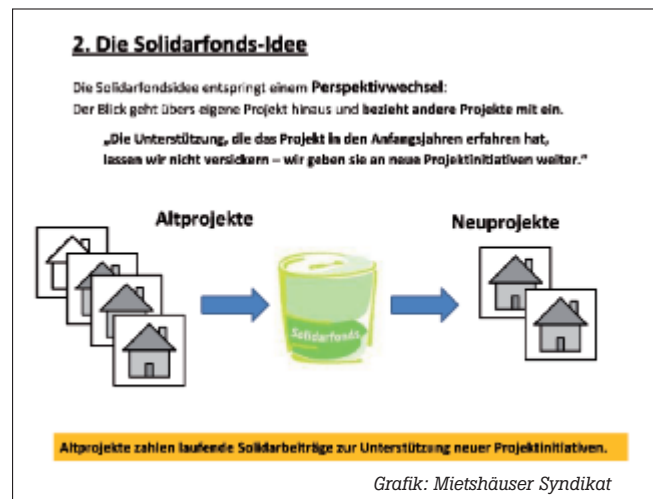 2. Die Solidarfonds-Idee
Die Solidarfondsidee entspringt einem Perspektivwechsel:
Der Blick geht übers eigene Projekt hinaus und bezieht andere Projekte mit ein.
„Die Unterstützung, die das Projekt in den Anfangsjahren erfahren hat,
lassen wir nicht versickern – wir geben sie an neue Projektinitiativen weiter.“
Altprojekte
Neuprojekte
Solidarfonds
Altprojekte zahlen laufende Solidarbeiträge zur Unterstützung neuer Projektinitiativen.
Grafik: Mietshäuser Syndikat